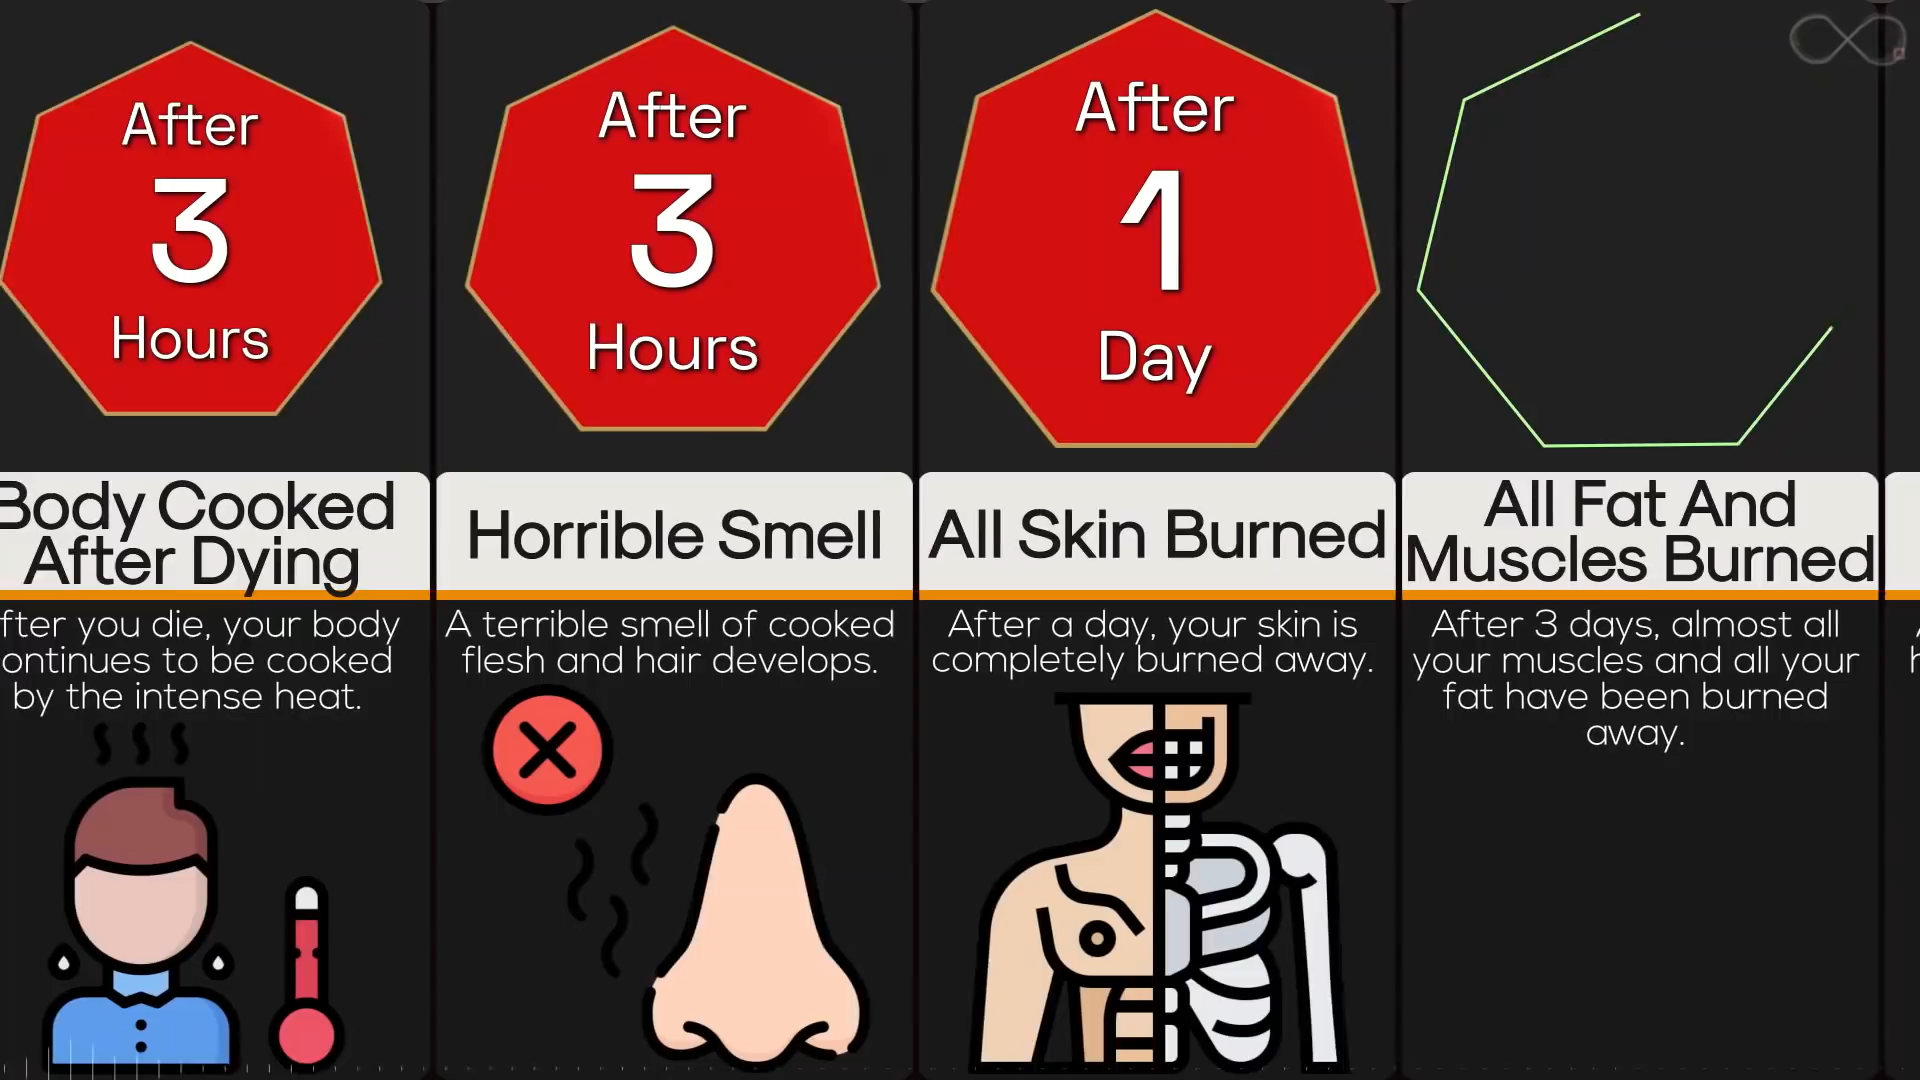 After
3
Hours
Body Cooked
After Dying
fter you die, your body
ontinues to be cooked
by the intense heat.
After
3
Hours
Horrible Smell
A terrible smell of cooked
flesh and hair develops.
After
1
Day
All Skin Burned
After a day, your skin is
completely burned away.
All Fat And
Muscles Burned
After 3 days, almost all
your muscles and all your
fat have been burned
away.